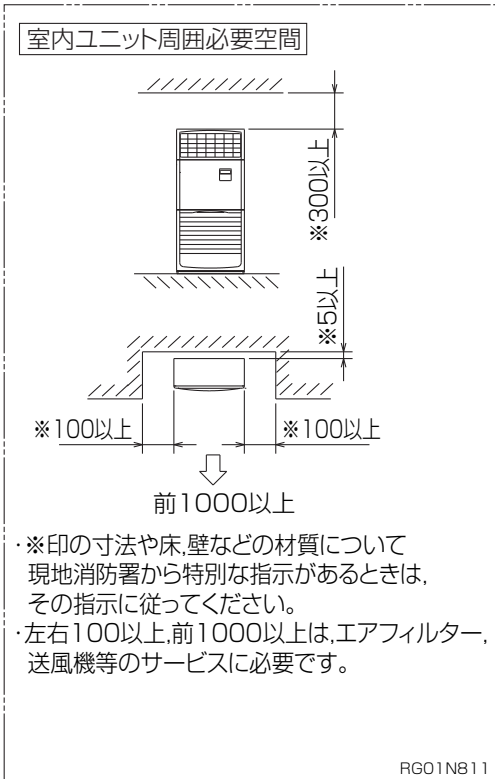 室内ユニット周囲必要空間
※300以上
※5以上
※100以上
※100以上
前1000以上
・※印の寸法や床,壁などの材質について
現地消防署から特別な指示があるときは,
その指示に従ってください。
・左右100以上,前1000以上は,エアフィルター,
送風機等のサービスに必要です。
RG01N811